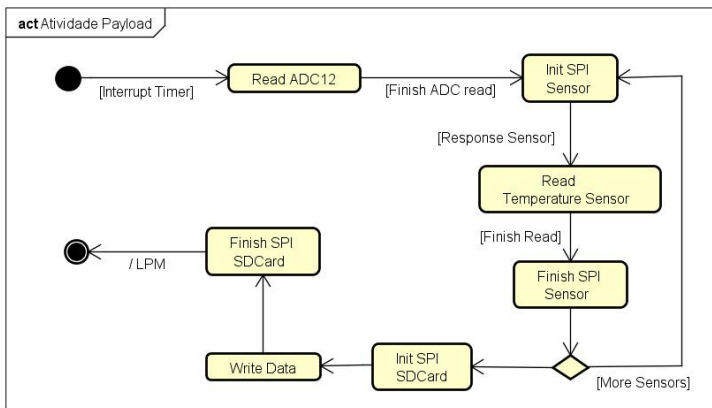 act Atividade Payload
[Interrupt Timer]
Read ADC12
[Finish ADC read]
Init SPI
Sensor
[Response Sensor]
Read
Temperature Sensor
[Finish Read]
Finish SPI
Sensor
[More Sensors]
Init SPI
SDCard
Write Data
Finish SPI
SDCard
/ LPM